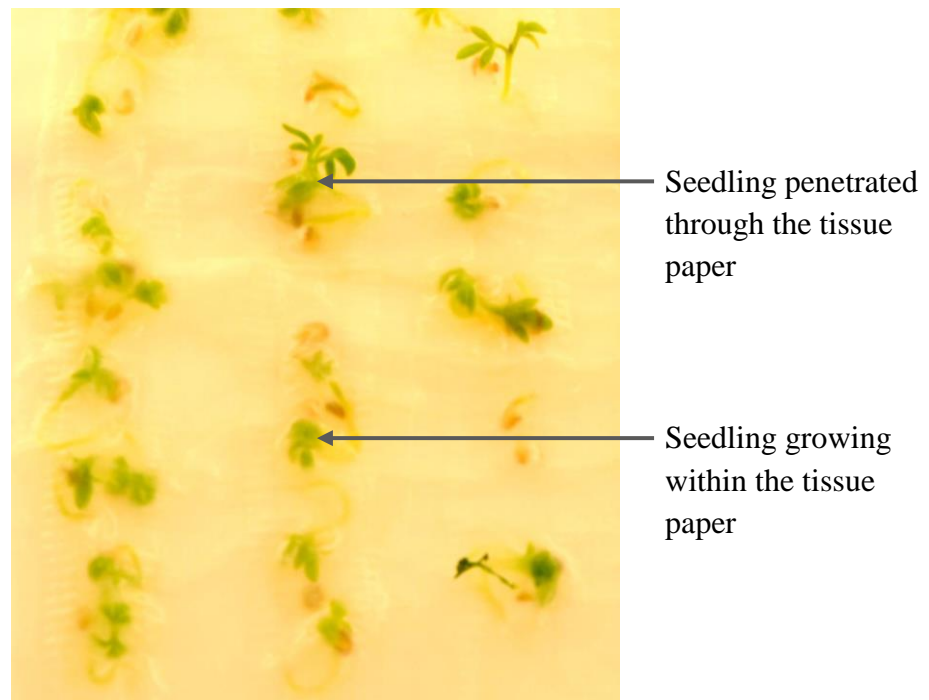 Seedling penetrated
through the tissue
paper
Seedling growing
within the tissue
paper